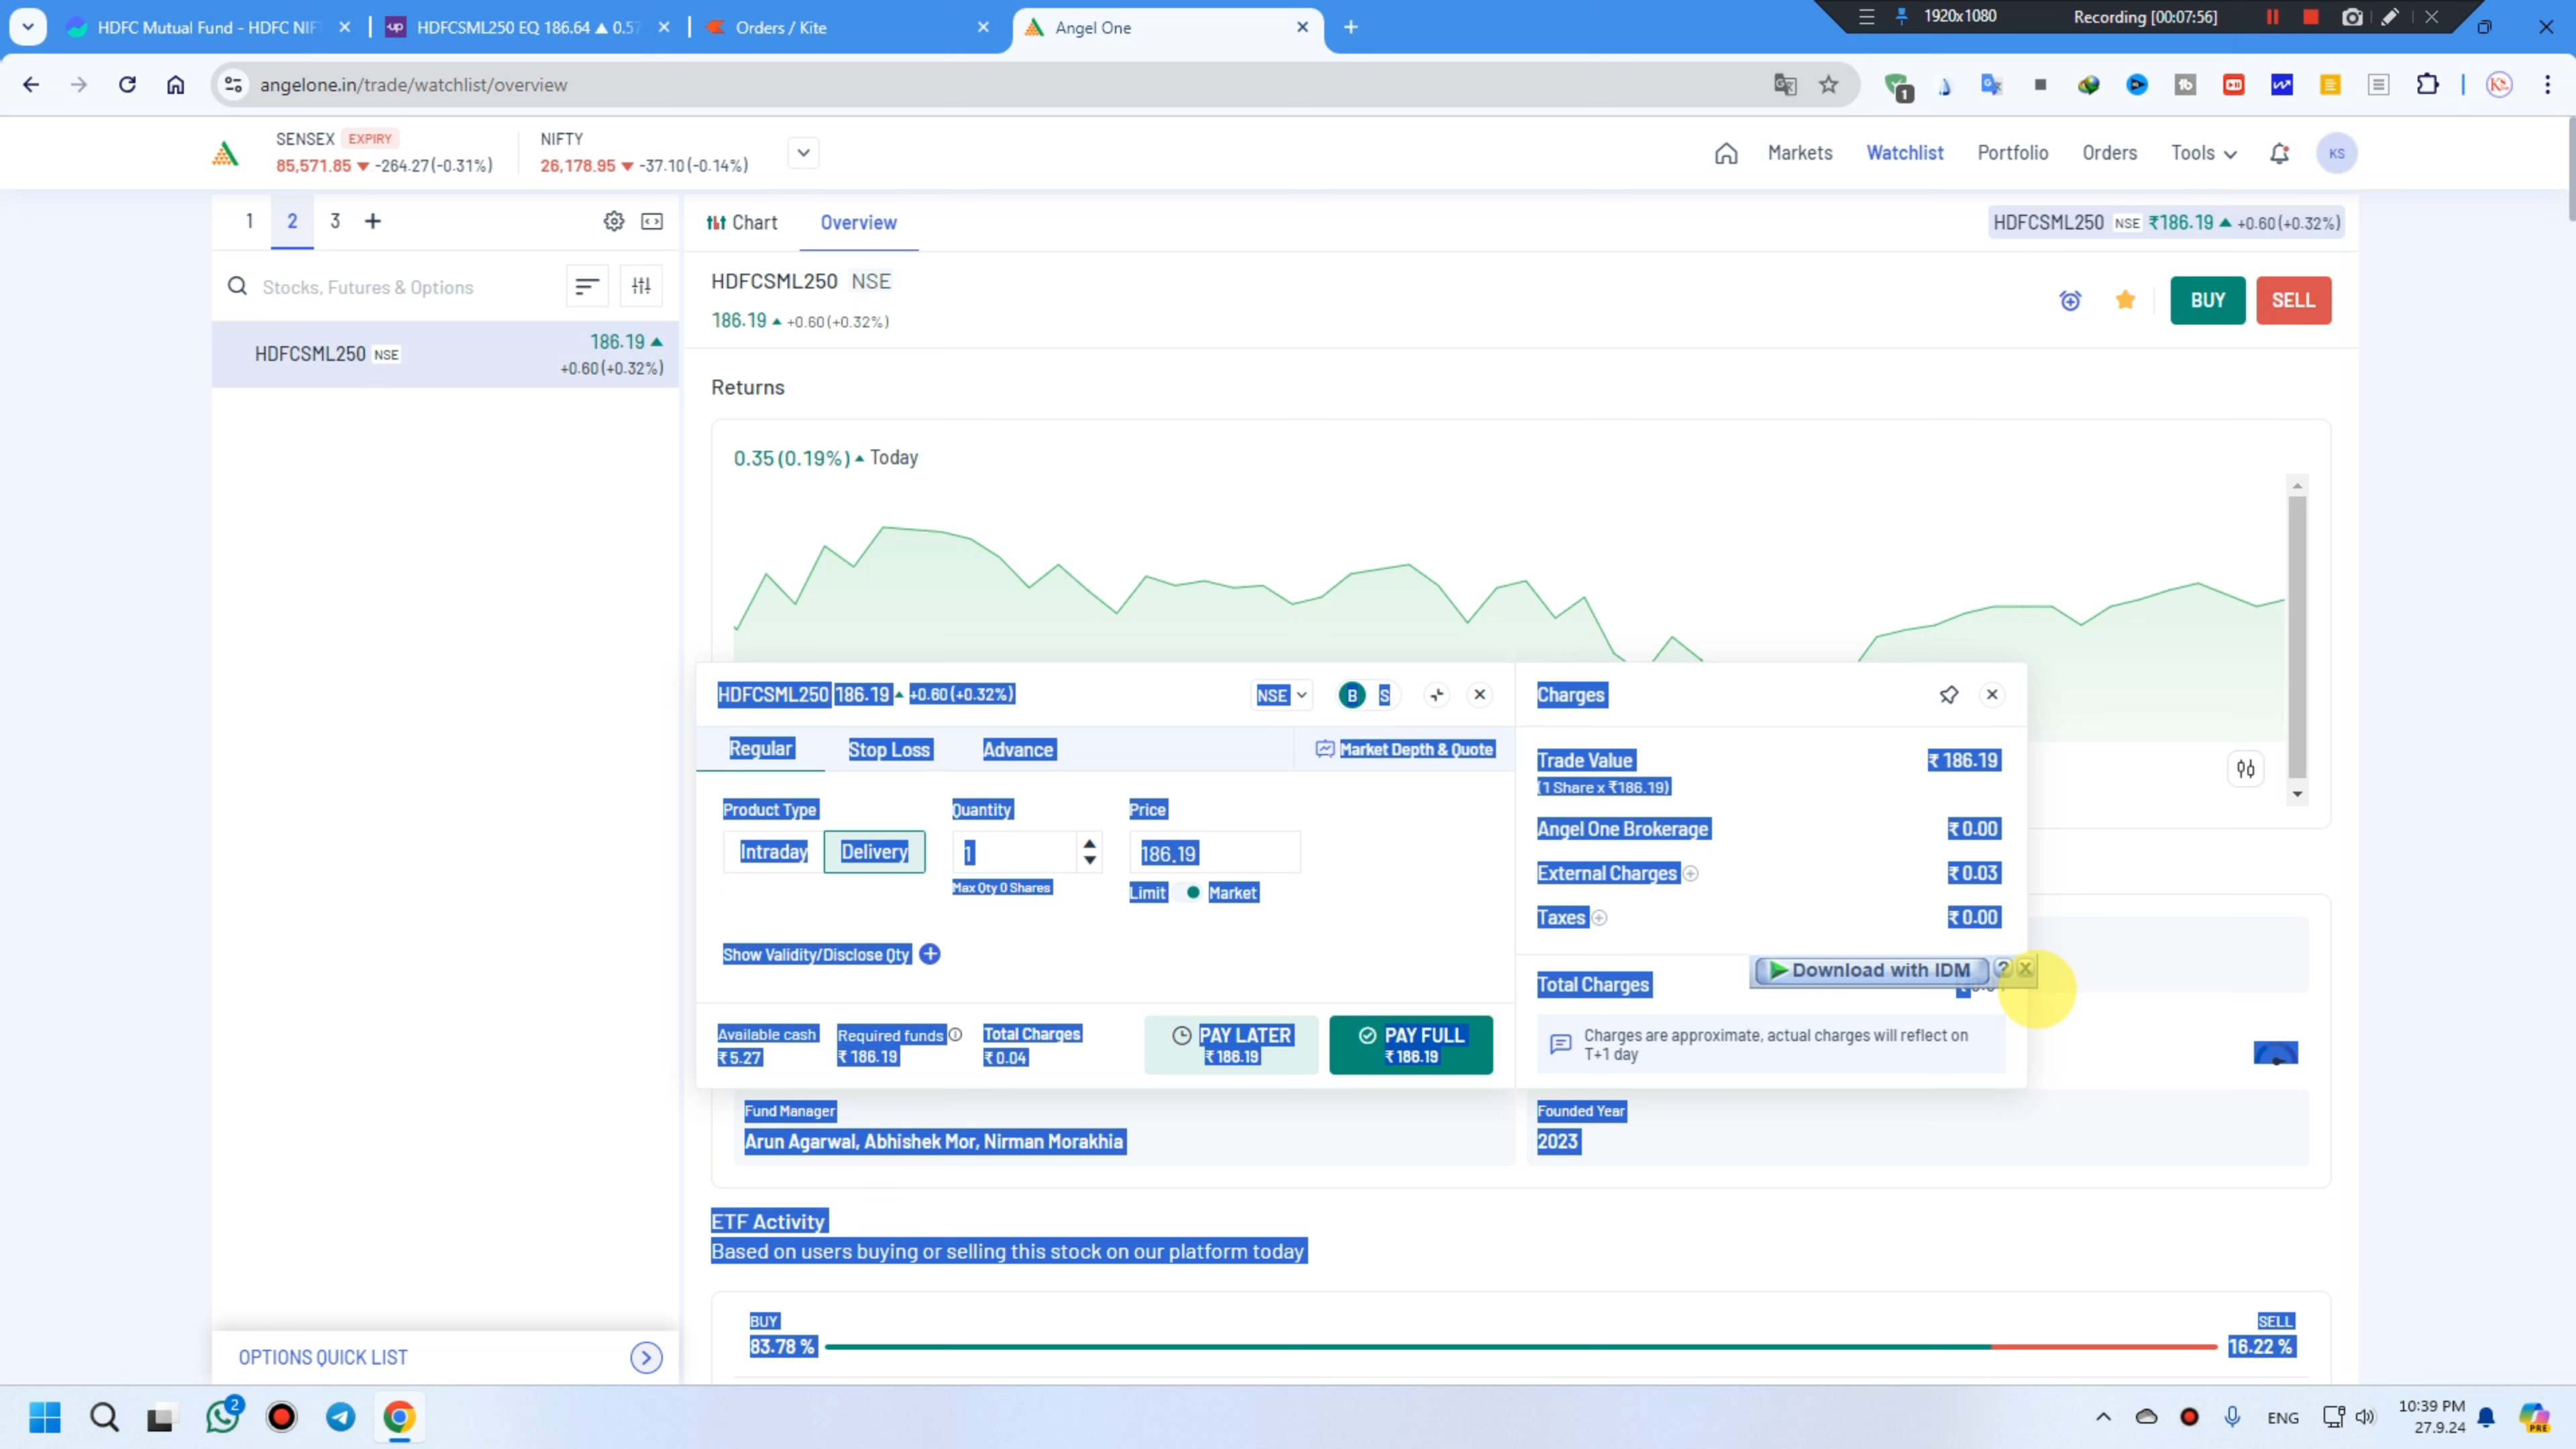 HDFC Mutual Fund - HDFC NIF
up HDFCSML250 EQ 186.64 ▲ 0.57
Orders / Kite
Angel One
1920x1080
Recording [00:07:56]
angelone.in/trade/watchlist/overview
1
SENSEX EXPIRY
85,571.85 ▼ -264.27(-0.31%)
NIFTY
26,178.95 ▼ -37.10(-0.14%)
Markets
Watchlist
Portfolio
Orders
Tools
KS
1 2 3 +
Chart
Overview
HDFCSML250 NSE ₹186.19 ▲ +0.60(+0.32%)
Stocks, Futures & Options
HDFCSML250 NSE
186.19 ▲
+0.60(+0.32%)
HDFCSML250 NSE
186.19 ▲ +0.60(+0.32%)
BUY
SELL
Returns
0.35(0.19%) ▲ Today
HDFCSML250 186.19 ▲ +0.60(+0.32%)
NSE
B S
Regular
Stop Loss
Advance
Market Depth & Quote
Product Type
Quantity
Price
Intraday
Delivery
1
186.19
Max Qty 0 Shares
Limit
Market
Show Validity/Disclose Qty
Available cash
₹5.27
Required funds
₹186.19
Total Charges
₹0.04
PAY LATER
₹186.19
PAY FULL
₹186.19
Charges
Trade Value
₹186.19
(1 Share x ₹186.19)
Angel One Brokerage
₹0.00
External Charges
₹0.03
Taxes
₹0.00
Total Charges
Download with IDM
?
Charges are approximate, actual charges will reflect on
T+1 day
Fund Manager
Arun Agarwal, Abhishek Mor, Nirman Morakhia
Founded Year
2023
ETF Activity
Based on users buying or selling this stock on our platform today
BUY
83.78 %
SELL
16.22 %
OPTIONS QUICK LIST
2
ENG
10:39 PM
27.9.24
PRE